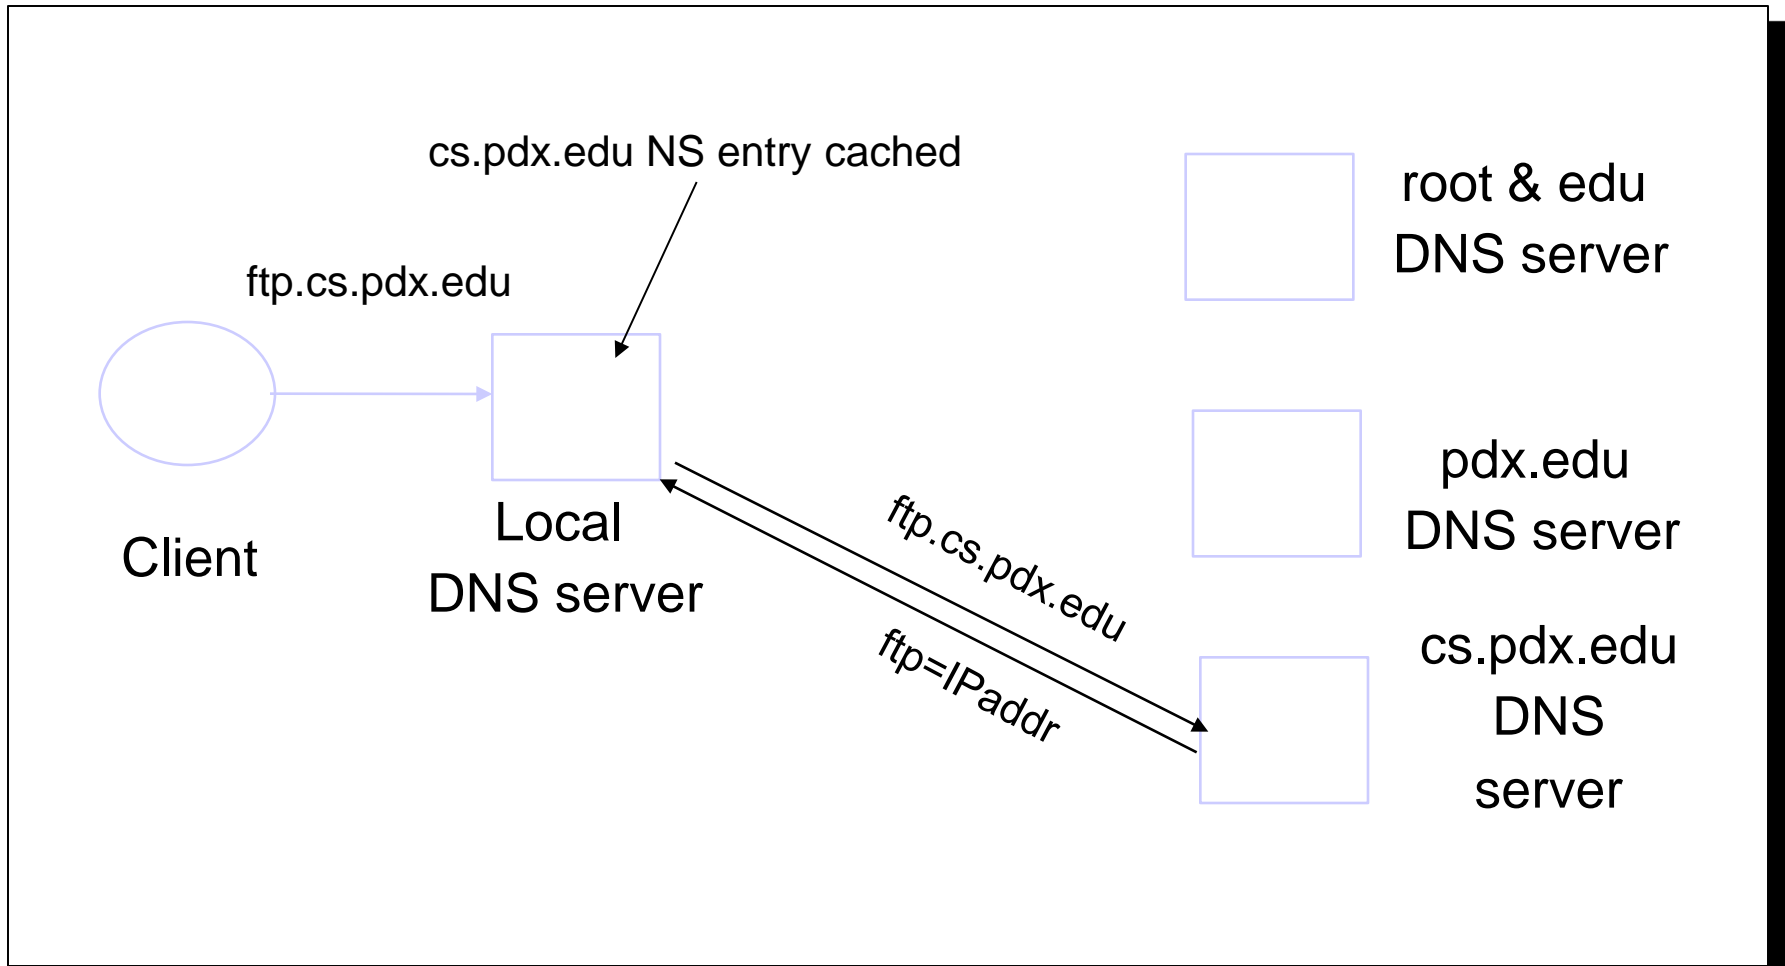 cs.pdx.edu NS entry cached
ftp.cs.pdx.edu
Client
Local
DNS server
ftp.cs.pdx.edu
ftp=IPaddr
root & edu
DNS server
pdx.edu
DNS server
cs.pdx.edu
DNS
server